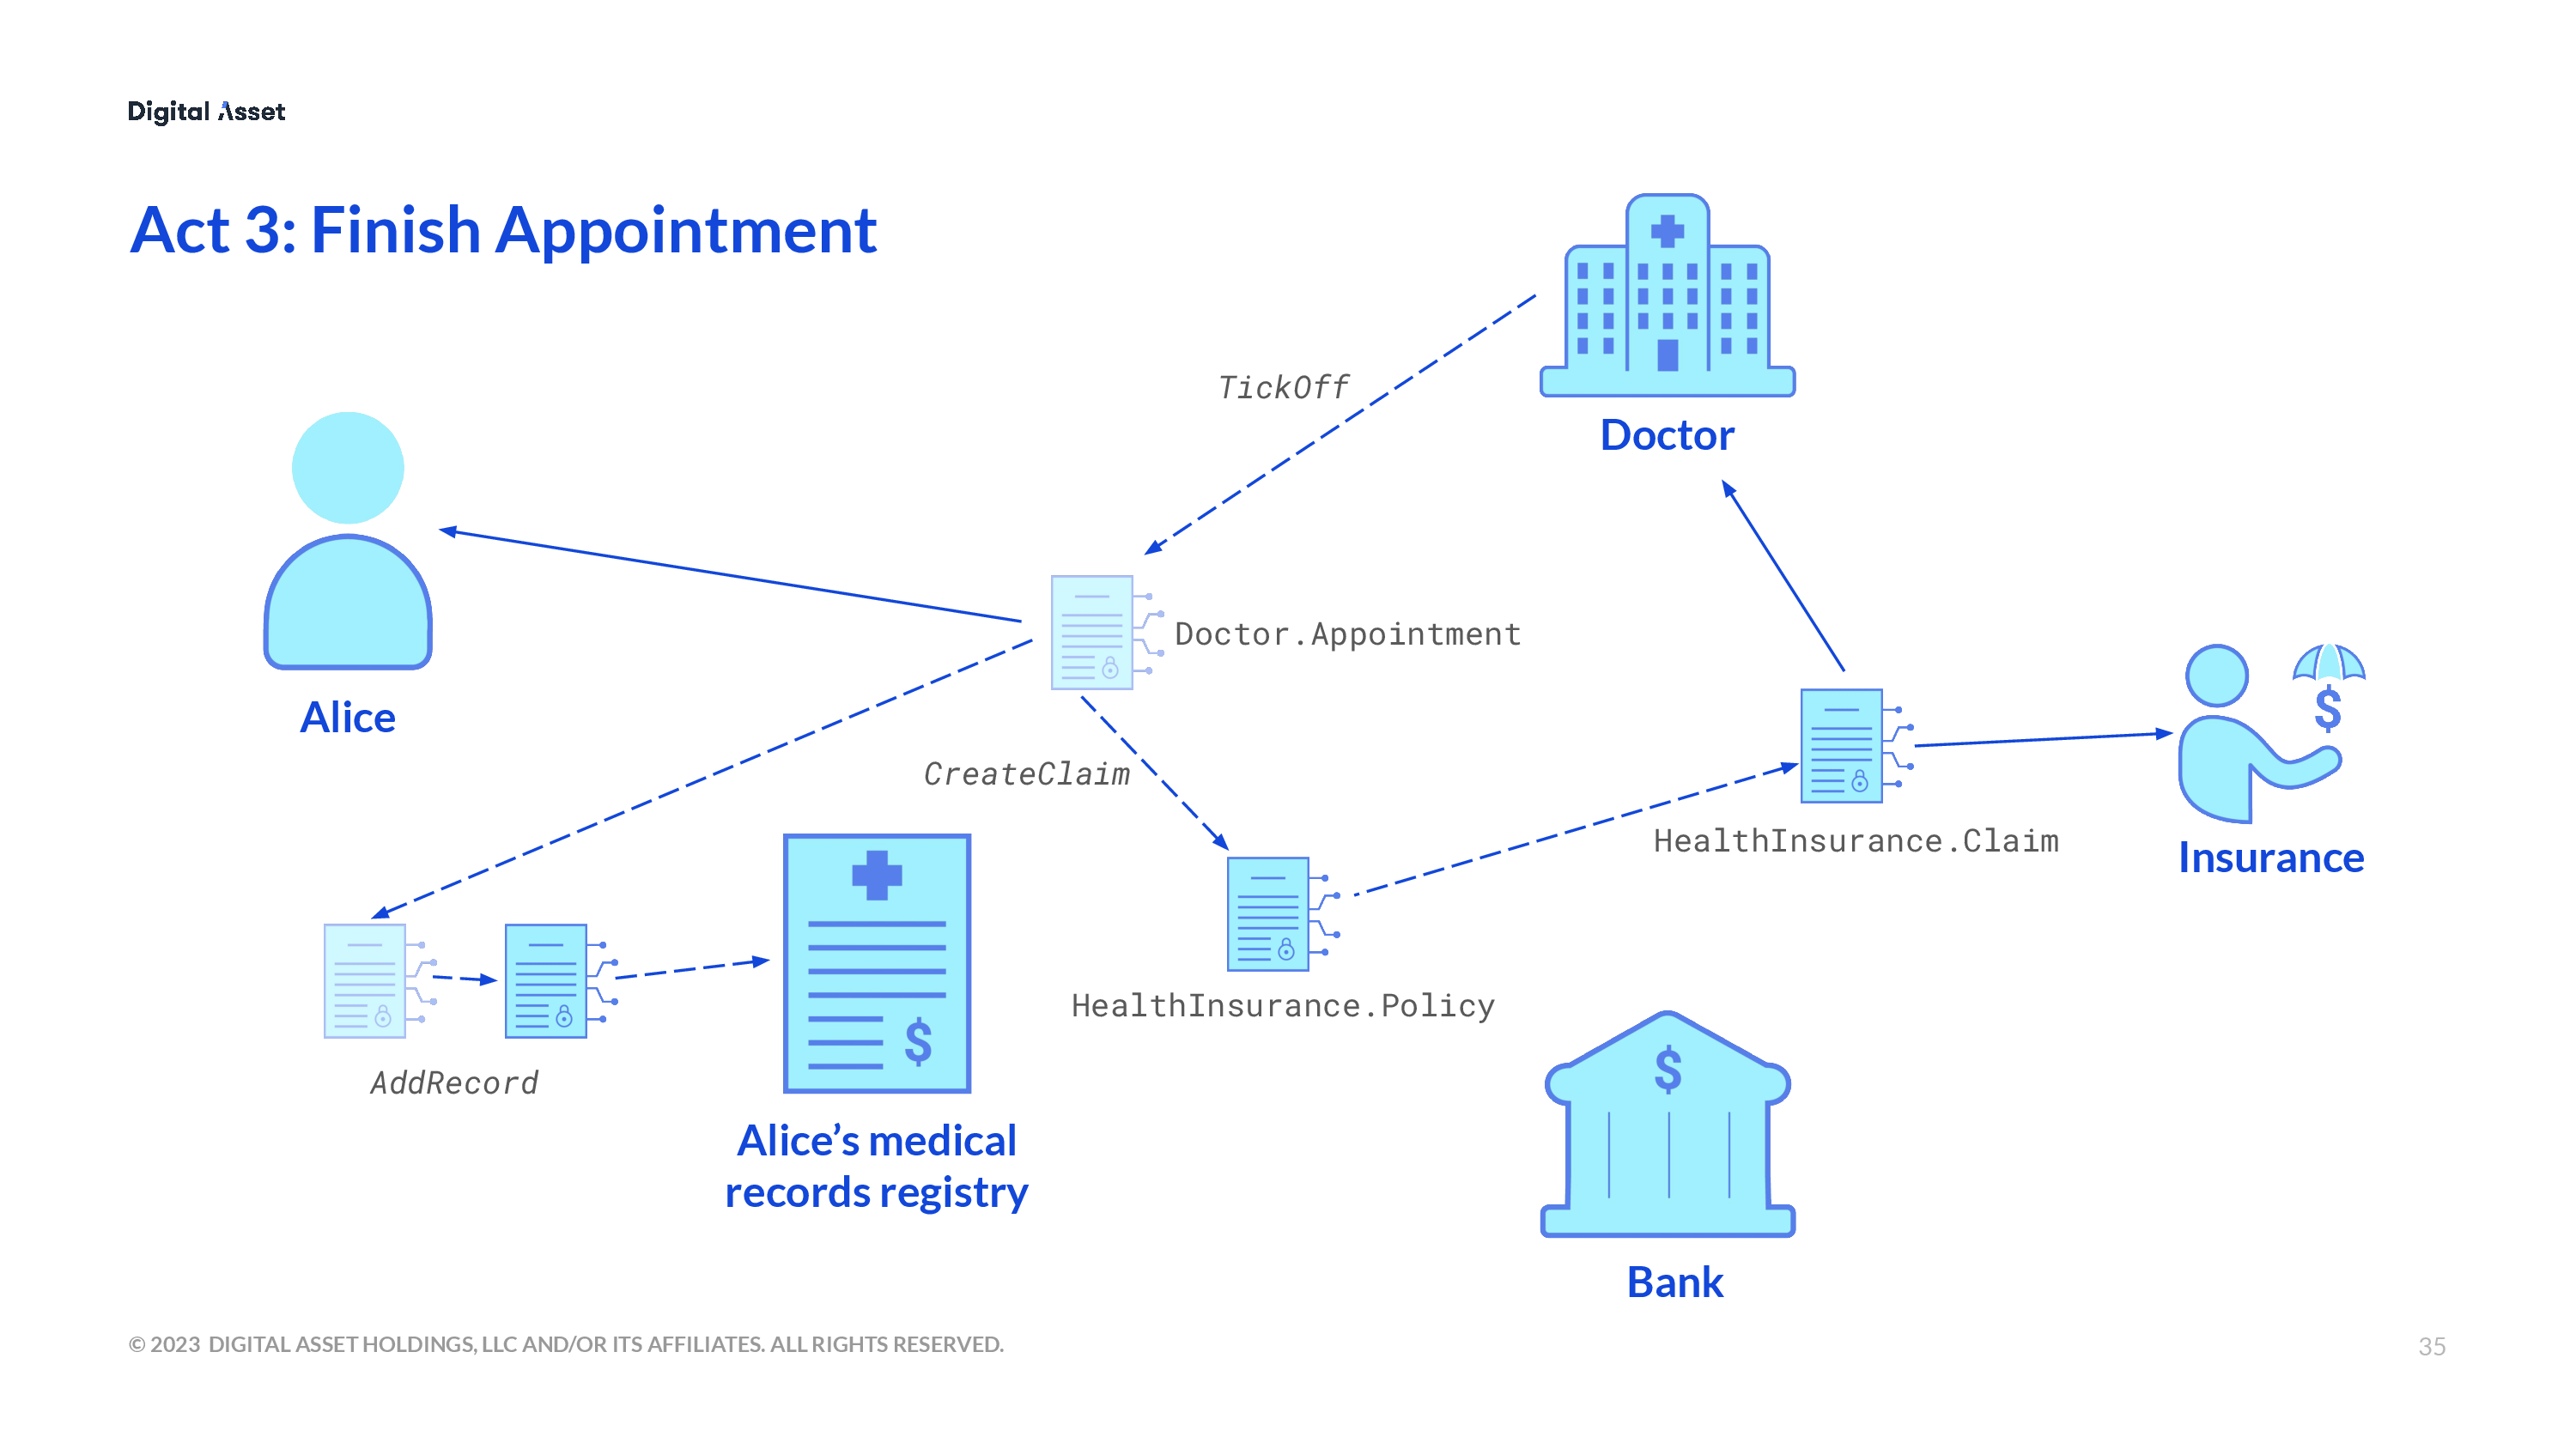 Digital Asset
Act 3: Finish Appointment
TickOff
Doctor
Alice
Doctor.Appointment
CreateClaim
$
HealthInsurance.Claim
Insurance
HealthInsurance.Policy
$
AddRecord
Alice’s medical
records registry
$
Bank
© 2023 DIGITAL ASSET HOLDINGS, LLC AND/OR ITS AFFILIATES. ALL RIGHTS RESERVED.
35